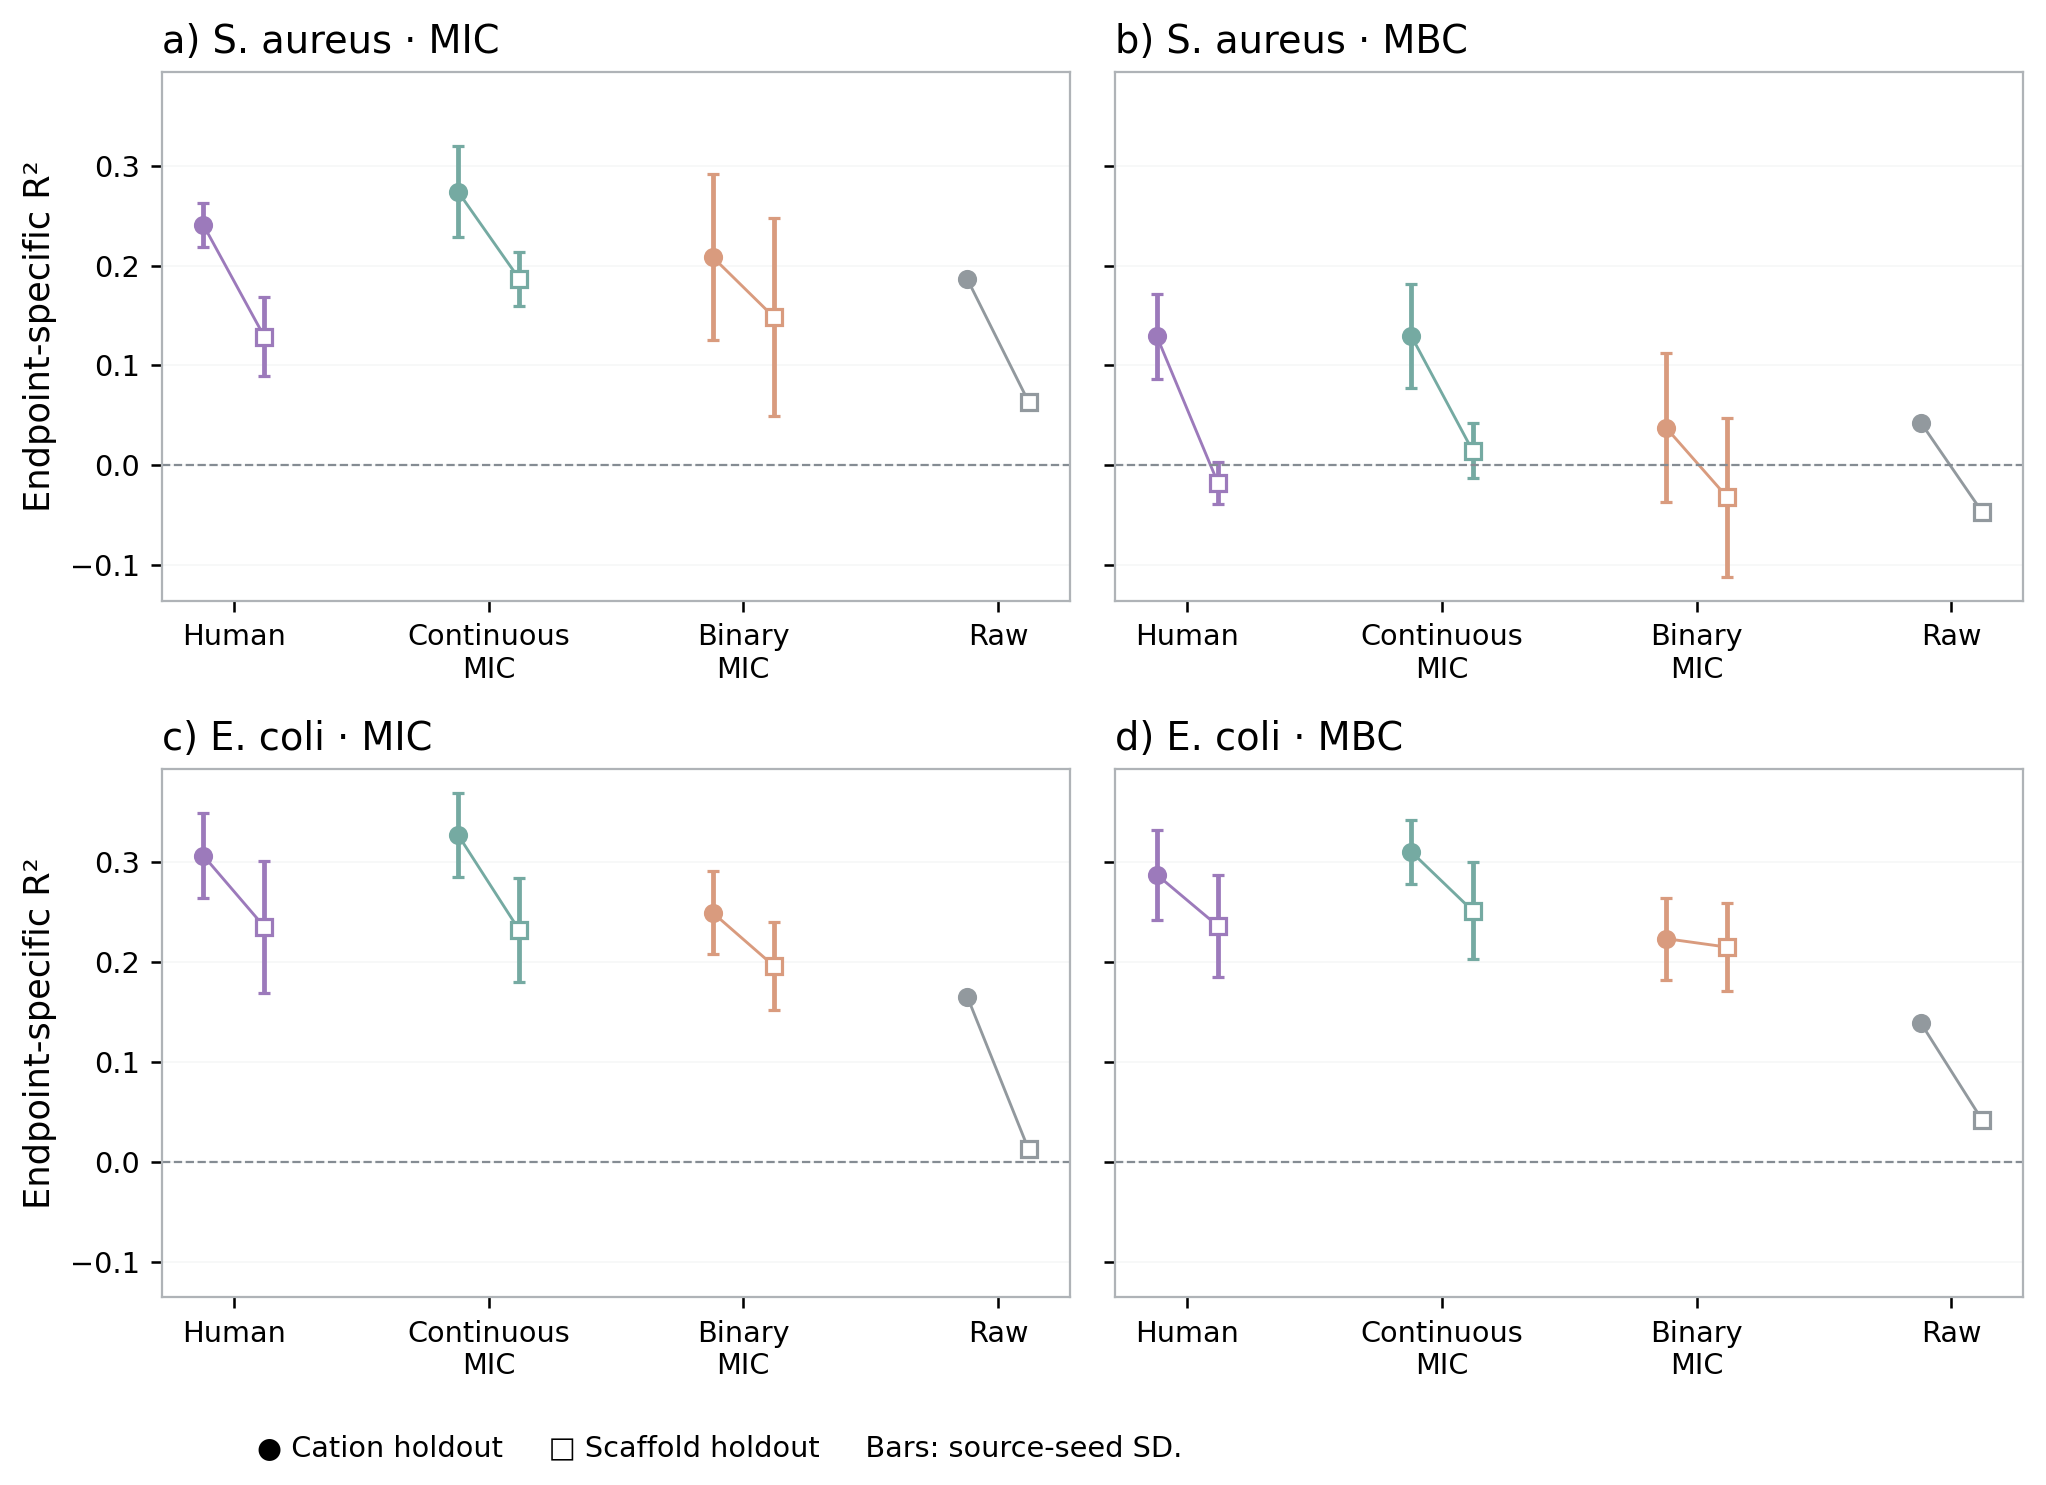 a) S. aureus · MIC
Endpoint-specific R²
0.3
0.2
0.1
0.0
−0.1
Human
Continuous
MIC
Binary
MIC
Raw
b) S. aureus · MBC
Human
Continuous
MIC
Binary
MIC
Raw
c) E. coli · MIC
Endpoint-specific R²
0.3
0.2
0.1
0.0
−0.1
Human
Continuous
MIC
Binary
MIC
Raw
d) E. coli · MBC
Human
Continuous
MIC
Binary
MIC
Raw
● Cation holdout □ Scaffold holdout Bars: source-seed SD.